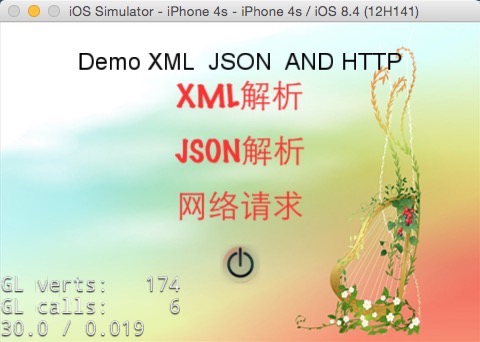 iOS Simulator - iPhone 4s - iPhone 4s / iOS 8.4 (12H141)
Demo XML  JSON  AND HTTP
XML解析
JSON解析
网络请求
GL verts:   174
GL calls:     6
30.0 / 0.019